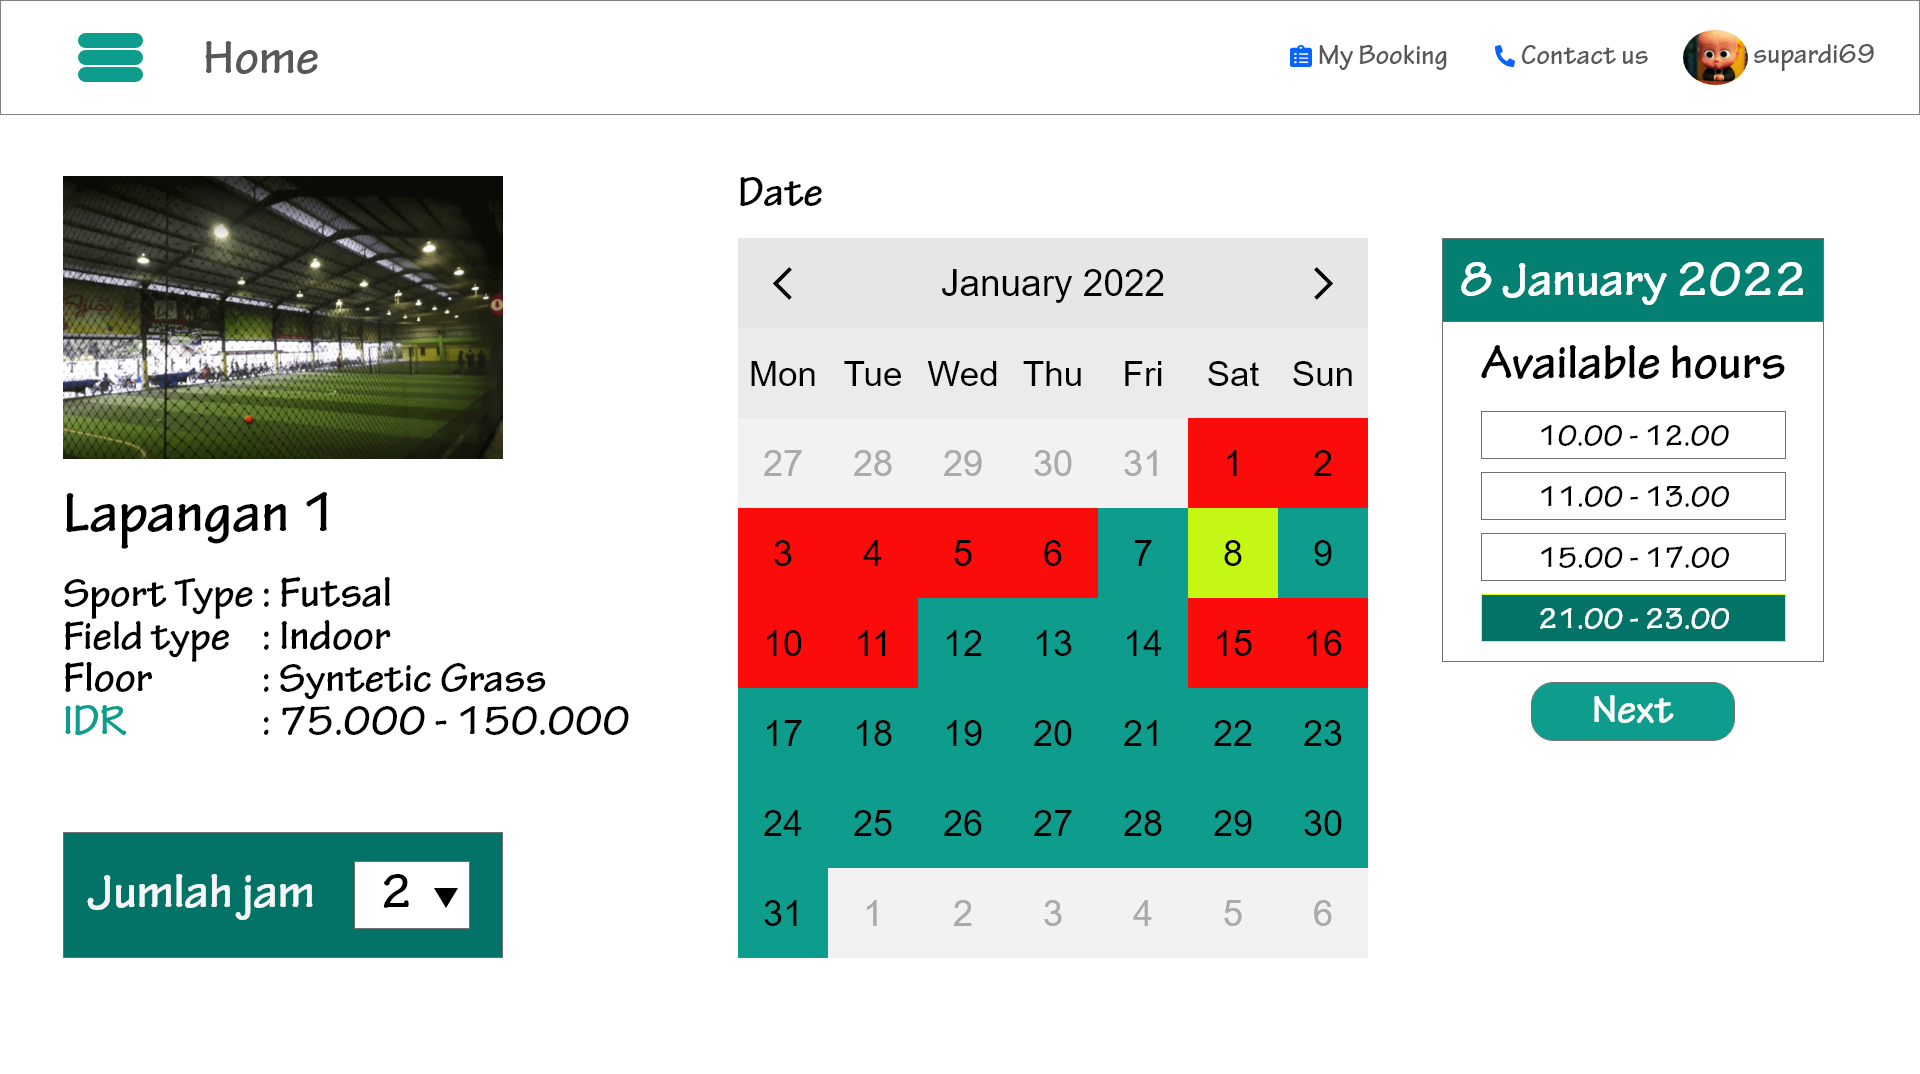 Home
My Booking
Contact us
supardi69
Lapangan 1
Sport Type : Futsal
Field type : Indoor
Floor : Syntetic Grass
IDR : 75.000 - 150.000
Jumlah jam 2
Date
January 2022
Mon Tue Wed Thu Fri Sat Sun
27 28 29 30 31 1 2
3 4 5 6 7 8 9
10 11 12 13 14 15 16
17 18 19 20 21 22 23
24 25 26 27 28 29 30
31 1 2 3 4 5 6
8 January 2022
Available hours
10.00 - 12.00
11.00 - 13.00
15.00 - 17.00
21.00 - 23.00
Next